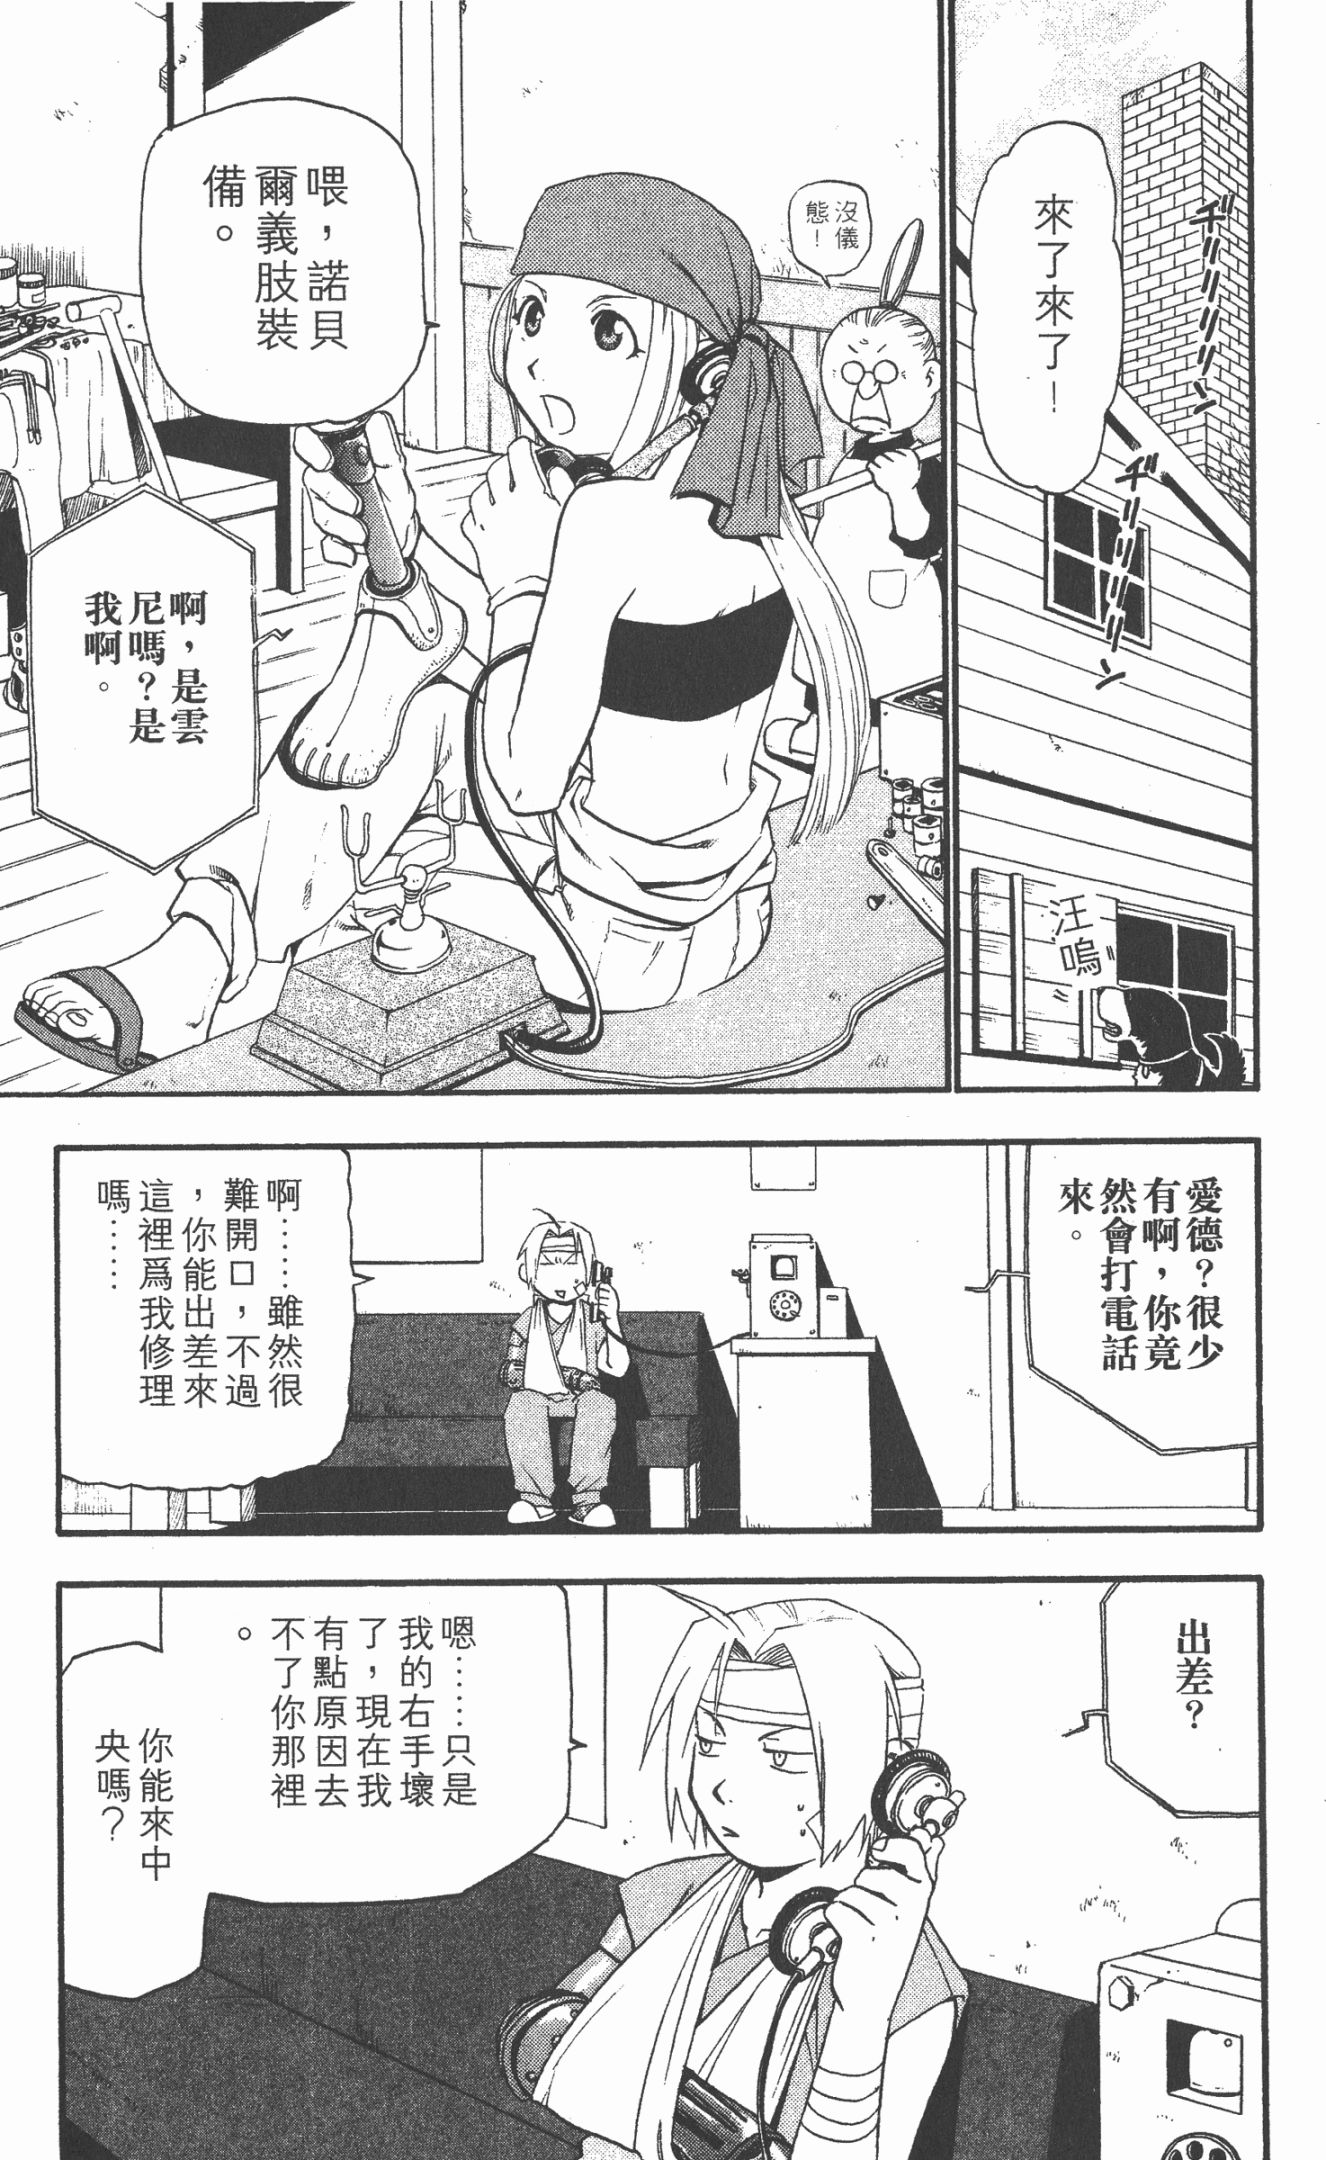 ヂリリリリン
ヂリリリリン
來了來了！
汪
嗚
沒儀
態！
喂，諾貝
爾義肢裝
備。
啊，是雲
尼嗎？是
我啊。
愛德？很少
有啊，你竟
然會打電話
來。
啊……雖然很
難開口，不過
，你能出差來
這裡爲我修理
嗎……
出差？
嗯……只是
我的右手壞
了，現在我
有點原因去
不了你那裡
。
你能來中
央嗎？